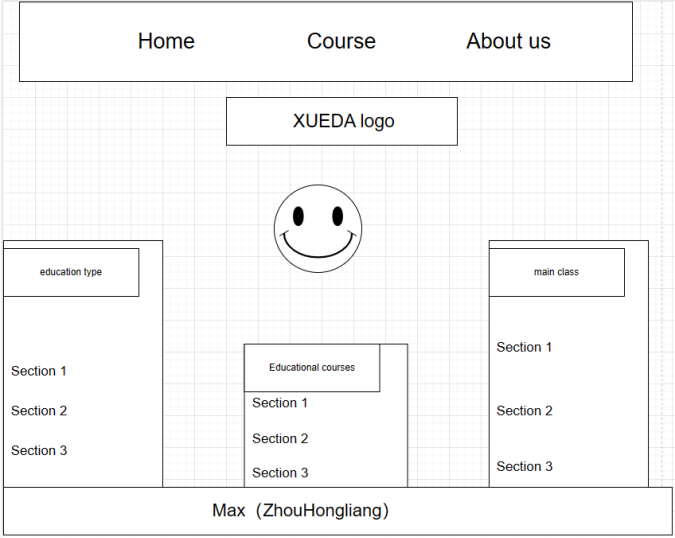 Home
Course
About us
XUEDA logo
education type
Section 1
Section 2
Section 3
Educational courses
Section 1
Section 2
Section 3
main class
Section 1
Section 2
Section 3
Max（ZhouHongliang）